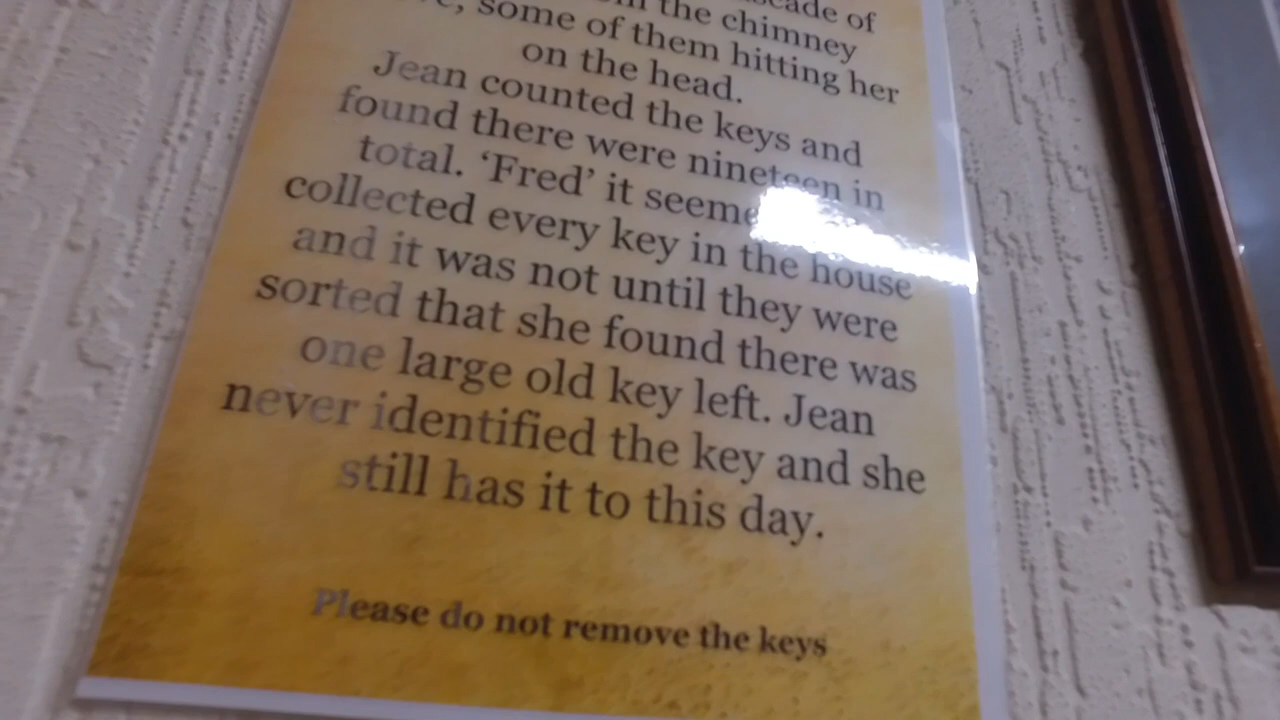 of
the chimney
some of them hitting her
on the head.
Jean counted the keys and
found there were nineteen in
total. ‘Fred’ it
collected every key in the house
and it was not until they were
sorted that she found there was
one large old key left. Jean
never identified the key and she
still has it to this day.
Please do not remove the keys